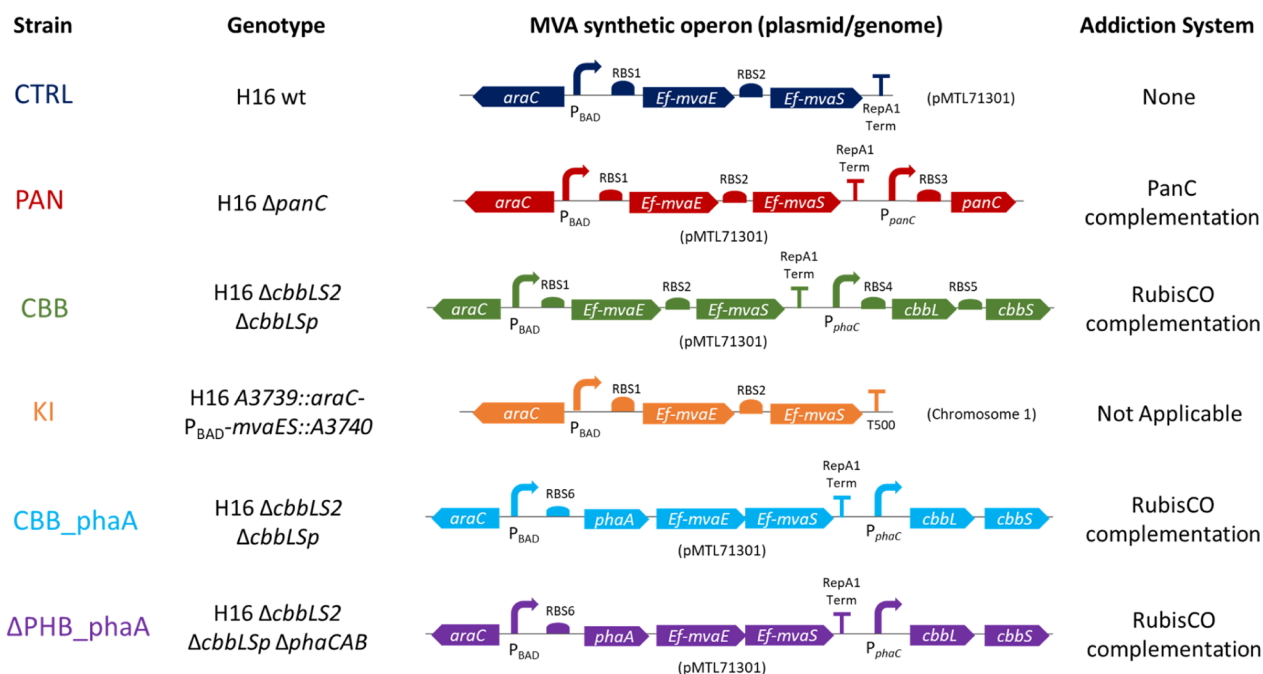 Strain Genotype MVA synthetic operon (plasmid/genome) Addiction System
CTRL H16 wt araC PBAD RBS1 Ef-mvaE RBS2 Ef-mvaS RepA1 Term (pMTL71301) None
PAN H16 ΔpanC araC PBAD RBS1 Ef-mvaE RBS2 Ef-mvaS RepA1 Term PpanC RBS3 panC (pMTL71301) PanC complementation
CBB H16 ΔcbbLS2 ΔcbbLSp araC PBAD RBS1 Ef-mvaE RBS2 Ef-mvaS RepA1 Term PphaC RBS4 cbbL RBS5 cbbS (pMTL71301) RubisCO complementation
KI H16 A3739::araC-PBAD-mvaES::A3740 araC PBAD RBS1 Ef-mvaE RBS2 Ef-mvaS T500 (Chromosome 1) Not Applicable
CBB_phaA H16 ΔcbbLS2 ΔcbbLSp araC PBAD RBS6 phaA Ef-mvaE Ef-mvaS RepA1 Term PphaC cbbL cbbS (pMTL71301) RubisCO complementation
ΔPHB_phaA H16 ΔcbbLS2 ΔcbbLSp ΔphaCAB araC PBAD RBS6 phaA Ef-mvaE Ef-mvaS RepA1 Term PphaC cbbL cbbS (pMTL71301) RubisCO complementation